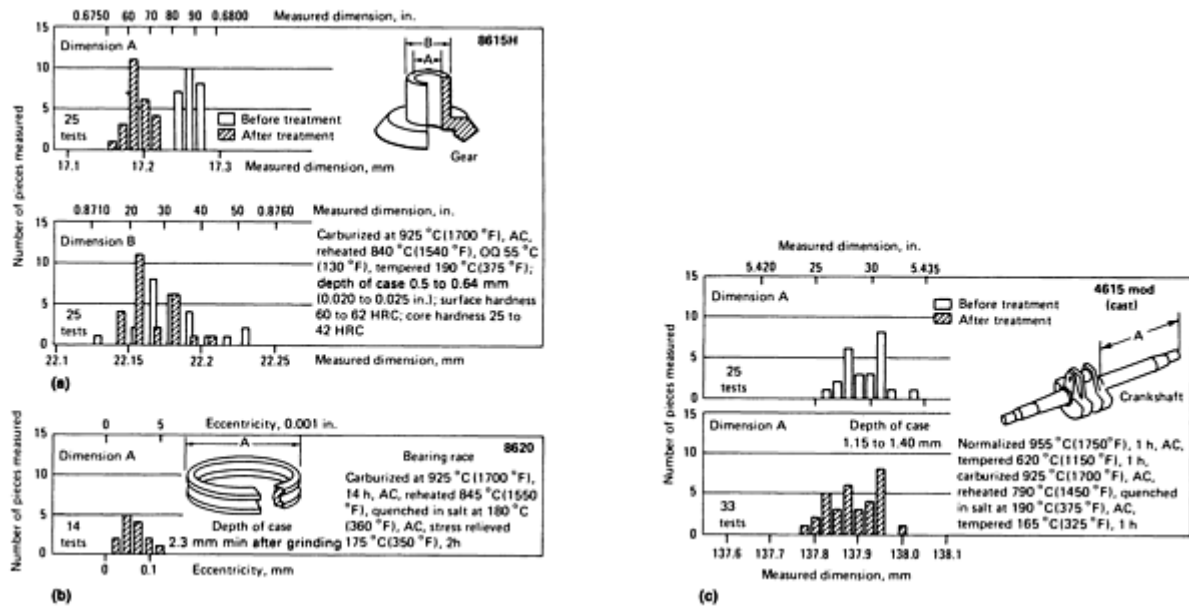 0.6750 60 70 80 90 0.6800 Measured dimension, in.
15
Dimension A
8615H
B
A
10
5
0
25
tests
Before treatment
After treatment
Gear
17.1 17.2 17.3 Measured dimension, mm
Number of pieces measured
0.8710 20 30 40 50 0.8760 Measured dimension, in.
15
Dimension B
10
5
0
25
tests
Carburized at 925 °C(1700 °F), AC,
reheated 840 °C(1540 °F), OQ 55 °C
(130 °F), tempered 190 °C(375 °F);
depth of case 0.5 to 0.64 mm
(0.020 to 0.025 in.); surface hardness
60 to 62 HRC; core hardness 25 to
42 HRC
22.1 22.15 22.2 22.25 Measured dimension, mm
(a)
0 5 Eccentricity, 0.001 in.
15
Dimension A
A
8620
10
5
0
14
tests
Number of pieces measured
Bearing race
Carburized at 925 °C(1700 °F),
14 h, AC, reheated 845 °C(1550
°F), quenched in salt at 180 °C
(360 °F), AC, stress relieved
175 °C(350 °F), 2h
Depth of case
2.3 mm min after grinding
0 0.1 Eccentricity, mm
(b)
Measured dimension, in.
5.420 25 30 5.435
15
Dimension A
Before treatment
After treatment
4615 mod
(cast)
A
10
5
0
25
tests
Crankshaft
Number of pieces measured
15
Dimension A
Depth of case
1.15 to 1.40 mm
10
5
0
33
tests
Normalized 955 °C(1750 °F), 1 h, AC,
tempered 620 °C(1150 °F), 1 h,
carburized 925 °C(1700 °F), AC,
reheated 790 °C(1450 °F), quenched
in salt at 190 °C(375 °F), AC,
tempered 165 °C(325 °F), 1 h
137.6 137.7 137.8 137.9 138.0 138.1
Measured dimension, mm
(c)